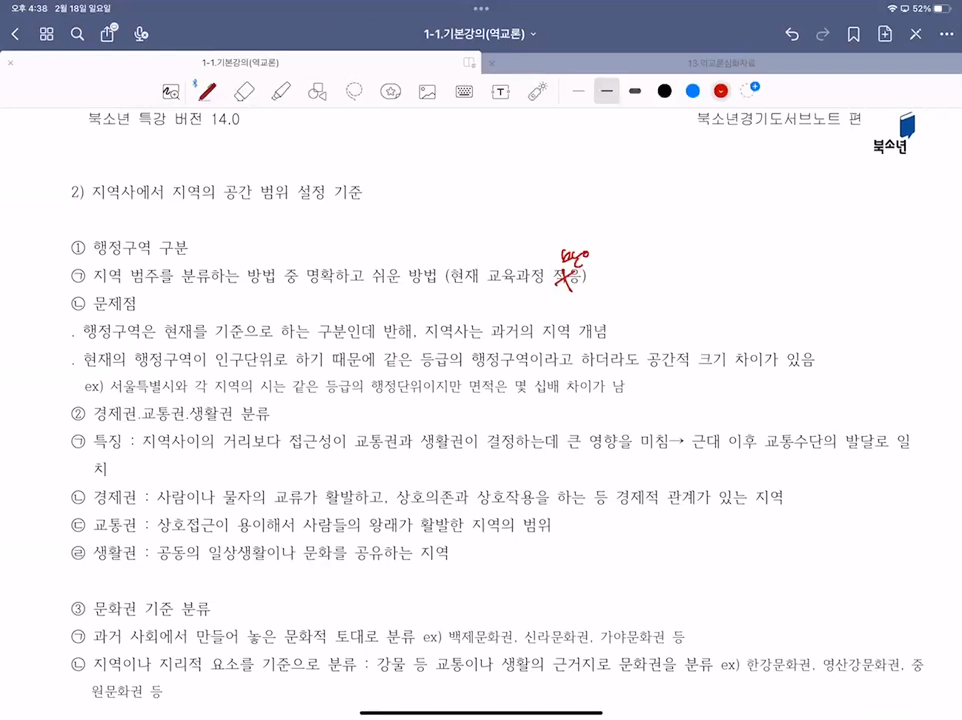 오후 4:38 2월 18일 일요일
52%
1-1.기본강의(역교론)
1-1.기본강의(역교론)
13.역교론심화자료
북소년 특강 버전 14.0
북소년경기도서브노트 편
북소년
2) 지역사에서 지역의 공간 범위 설정 기준
① 행정구역 구분
㉠ 지역 범주를 분류하는 방법 중 명확하고 쉬운 방법 (현재 교육과정
㉡ 문제점
. 행정구역은 현재를 기준으로 하는 구분인데 반해, 지역사는 과거의 지역 개념
. 현재의 행정구역이 인구단위로 하기 때문에 같은 등급의 행정구역이라고 하더라도 공간적 크기 차이가 있음
ex) 서울특별시와 각 지역의 시는 같은 등급의 행정단위이지만 면적은 몇 십배 차이가 남
② 경제권.교통권.생활권 분류
㉠ 특징 : 지역사이의 거리보다 접근성이 교통권과 생활권이 결정하는데 큰 영향을 미침→ 근대 이후 교통수단의 발달로 일
치
㉡ 경제권 : 사람이나 물자의 교류가 활발하고, 상호의존과 상호작용을 하는 등 경제적 관계가 있는 지역
㉢ 교통권 : 상호접근이 용이해서 사람들의 왕래가 활발한 지역의 범위
㉣ 생활권 : 공동의 일상생활이나 문화를 공유하는 지역
③ 문화권 기준 분류
㉠ 과거 사회에서 만들어 놓은 문화적 토대로 분류 ex) 백제문화권, 신라문화권, 가야문화권 등
㉡ 지역이나 지리적 요소를 기준으로 분류 : 강물 등 교통이나 생활의 근거지로 문화권을 분류 ex) 한강문화권, 영산강문화권, 중
원문화권 등